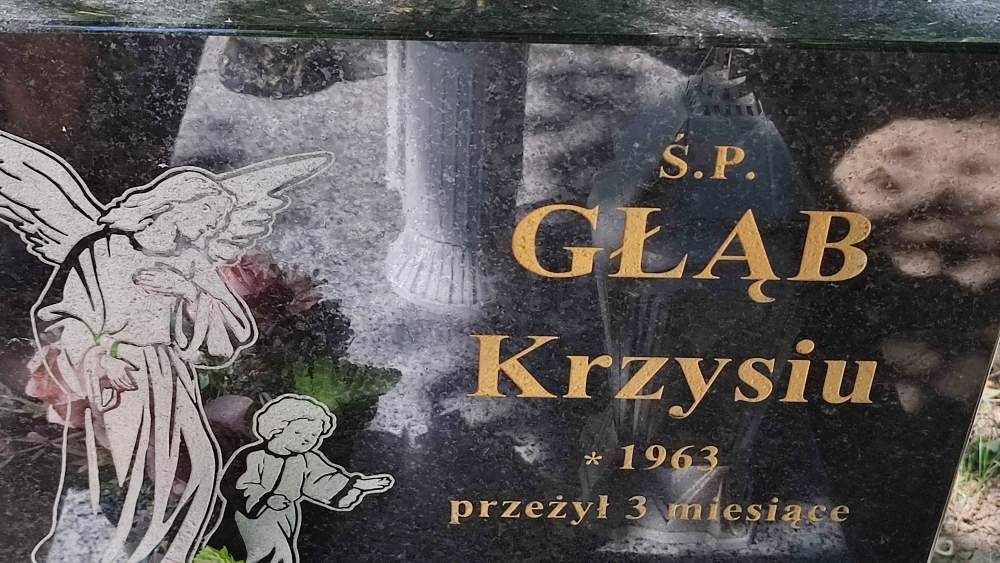 Ś.P.
GŁĄB
Krzysiu
* 1963
przeżył 3 miesiące